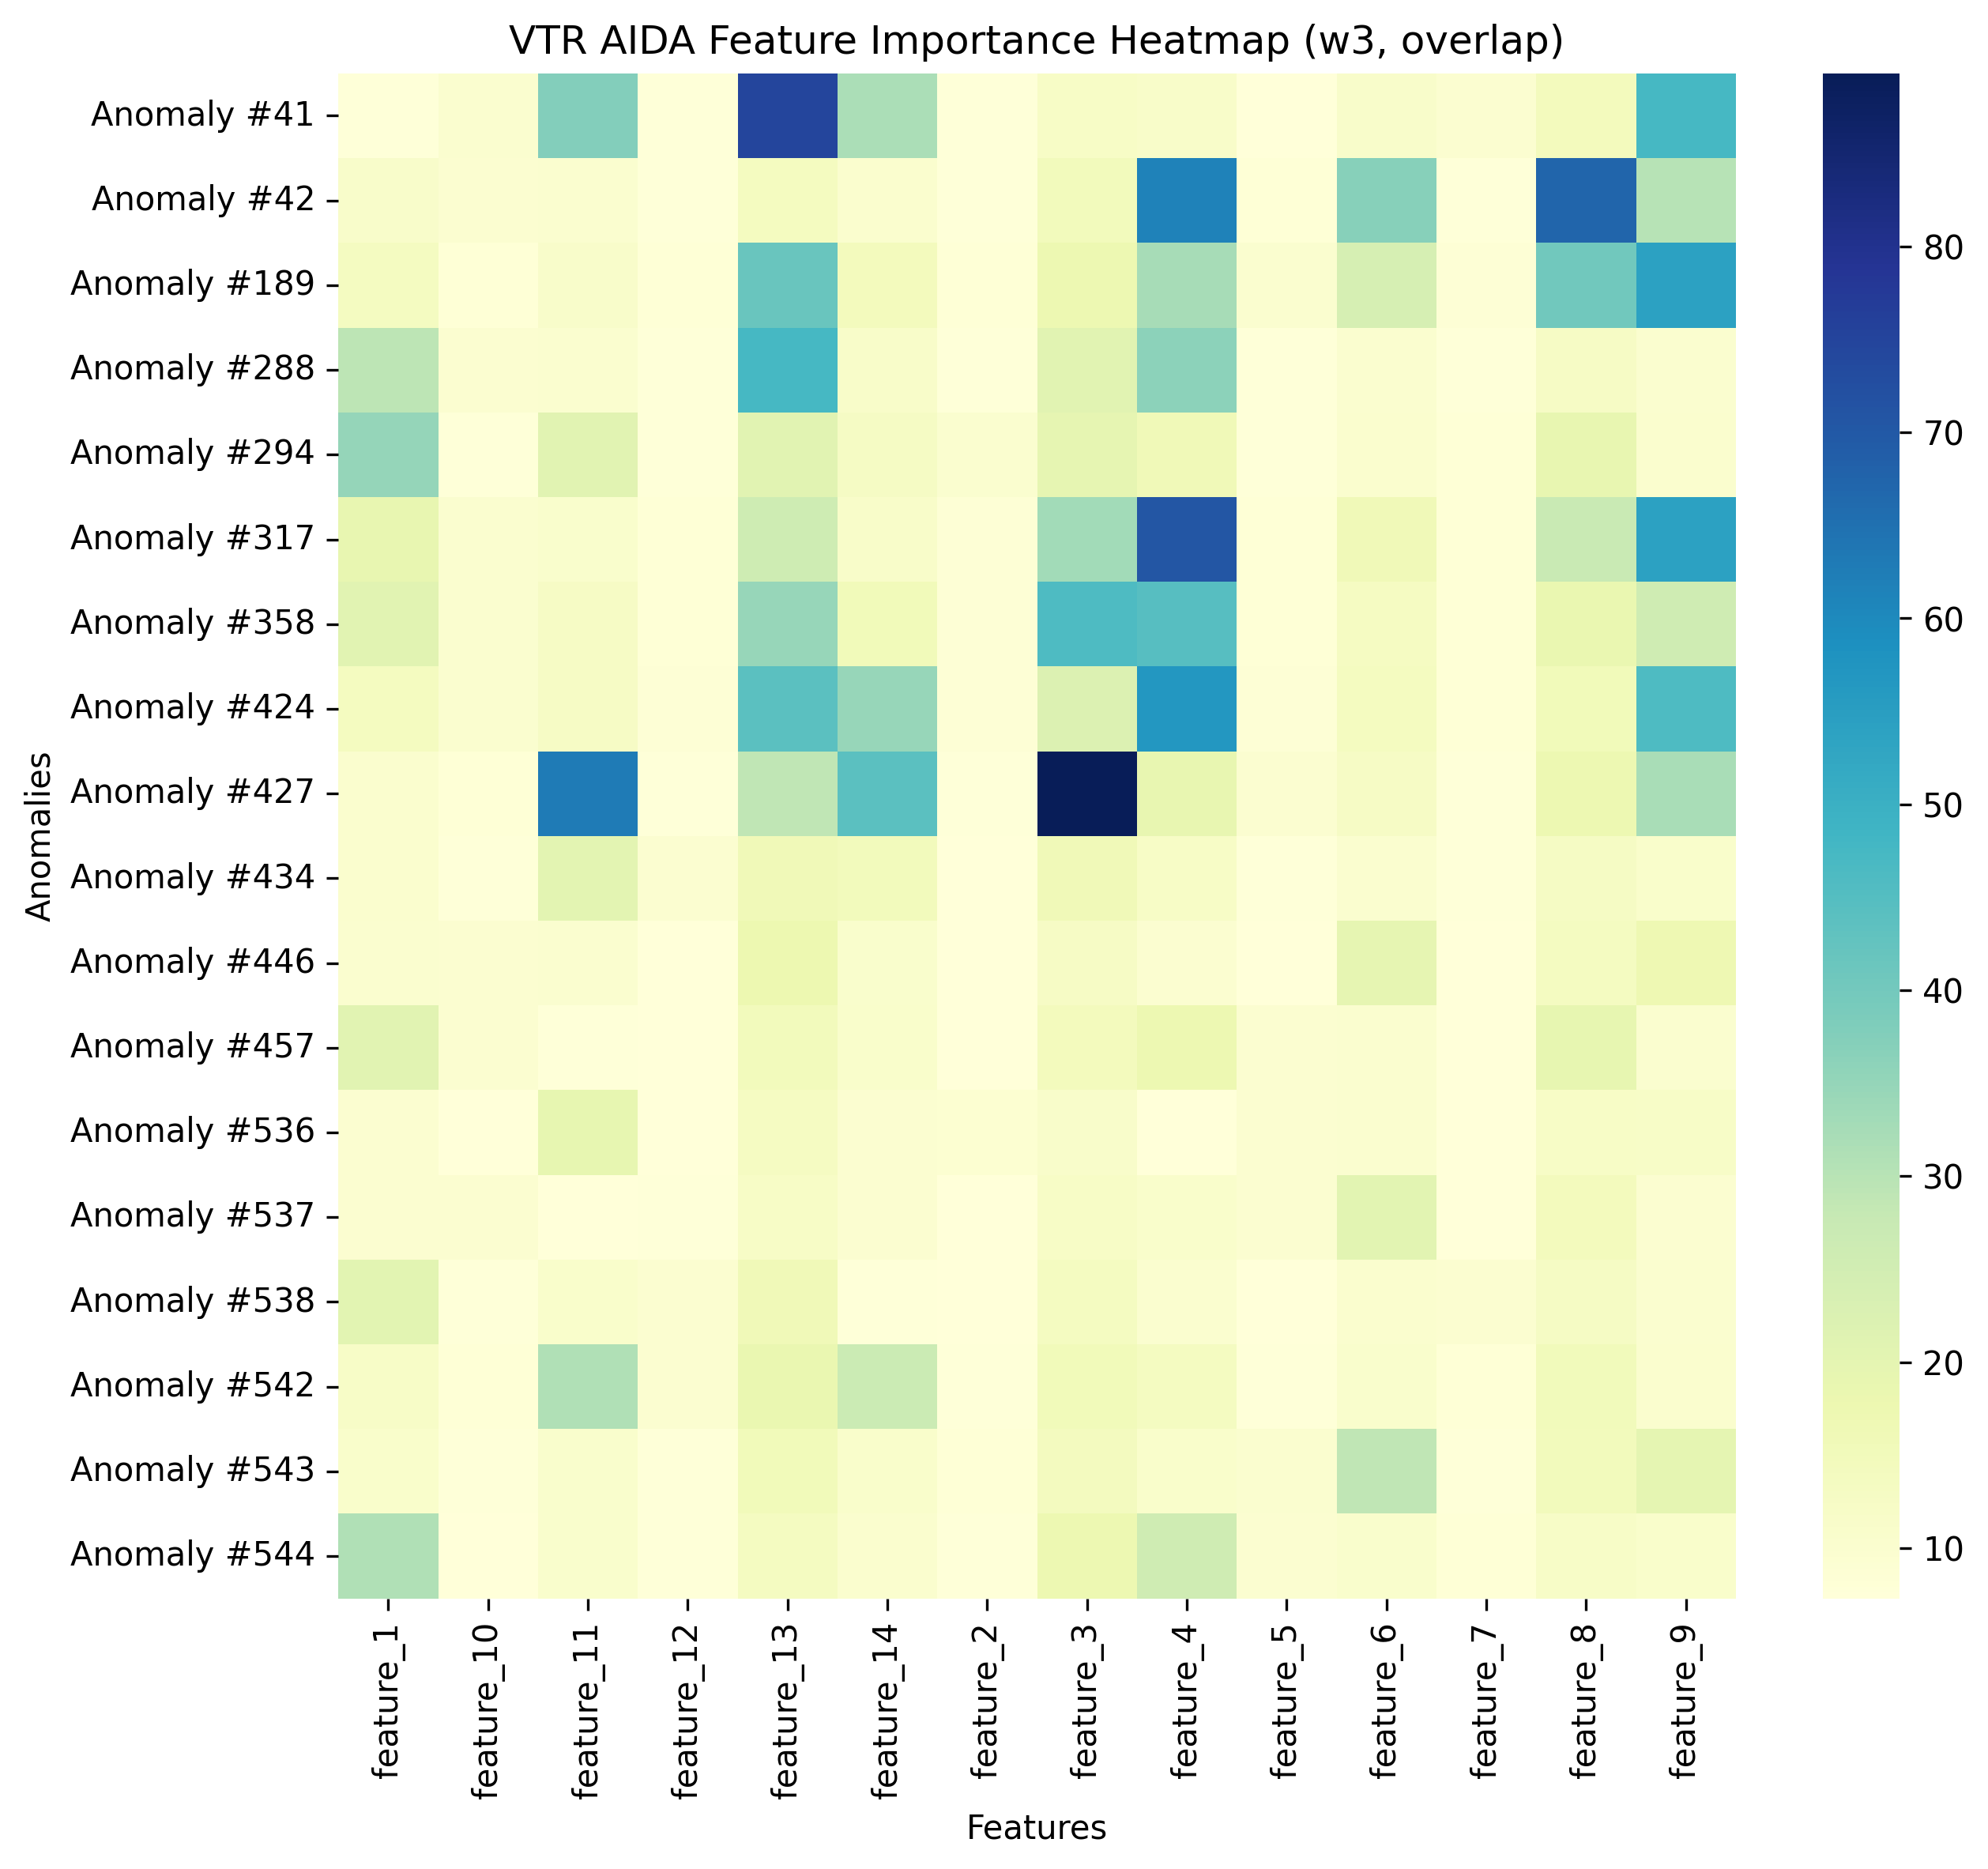 VTR AIDA Feature Importance Heatmap (w3, overlap)
Anomalies
Anomaly #41
Anomaly #42
Anomaly #189
Anomaly #288
Anomaly #294
Anomaly #317
Anomaly #358
Anomaly #424
Anomaly #427
Anomaly #434
Anomaly #446
Anomaly #457
Anomaly #536
Anomaly #537
Anomaly #538
Anomaly #542
Anomaly #543
Anomaly #544
feature_1
feature_10
feature_11
feature_12
feature_13
feature_14
feature_2
feature_3
feature_4
feature_5
feature_6
feature_7
feature_8
feature_9
Features
80
70
60
50
40
30
20
10